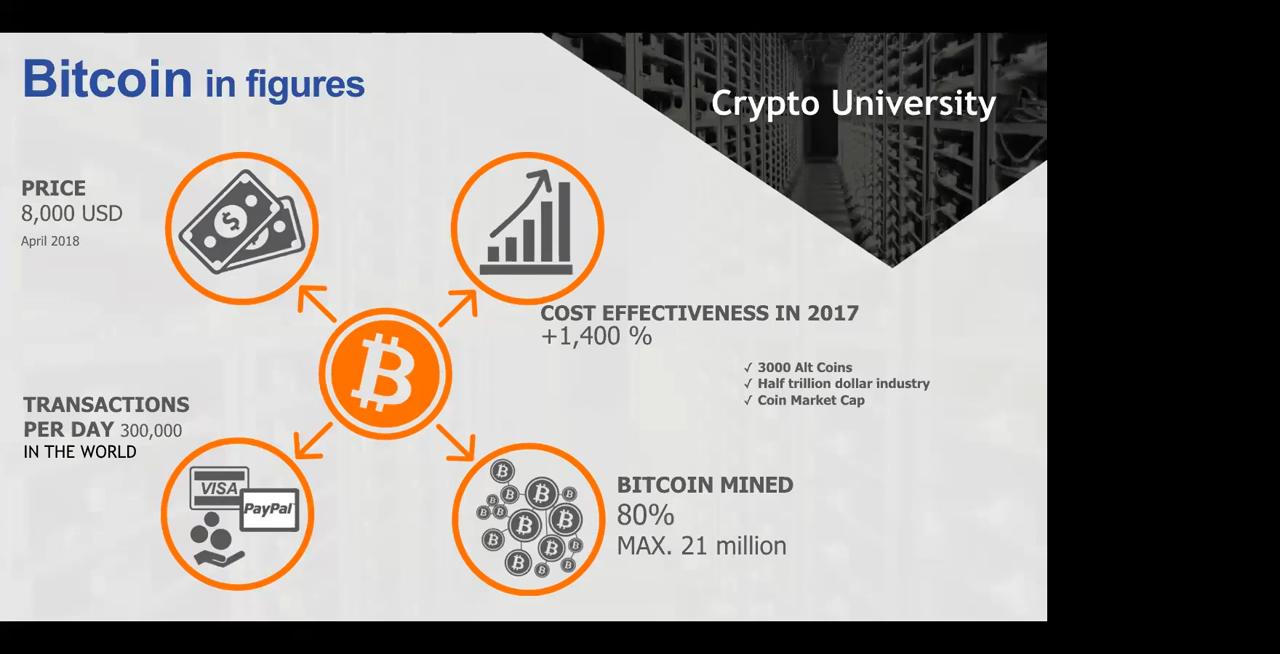 Bitcoin in figures
Crypto University
PRICE
8,000 USD
April 2018
COST EFFECTIVENESS IN 2017
+1,400 %
✓ 3000 Alt Coins
✓ Half trillion dollar industry
✓ Coin Market Cap
TRANSACTIONS
PER DAY 300,000
IN THE WORLD
VISA
PayPal
BITCOIN MINED
80%
MAX. 21 million